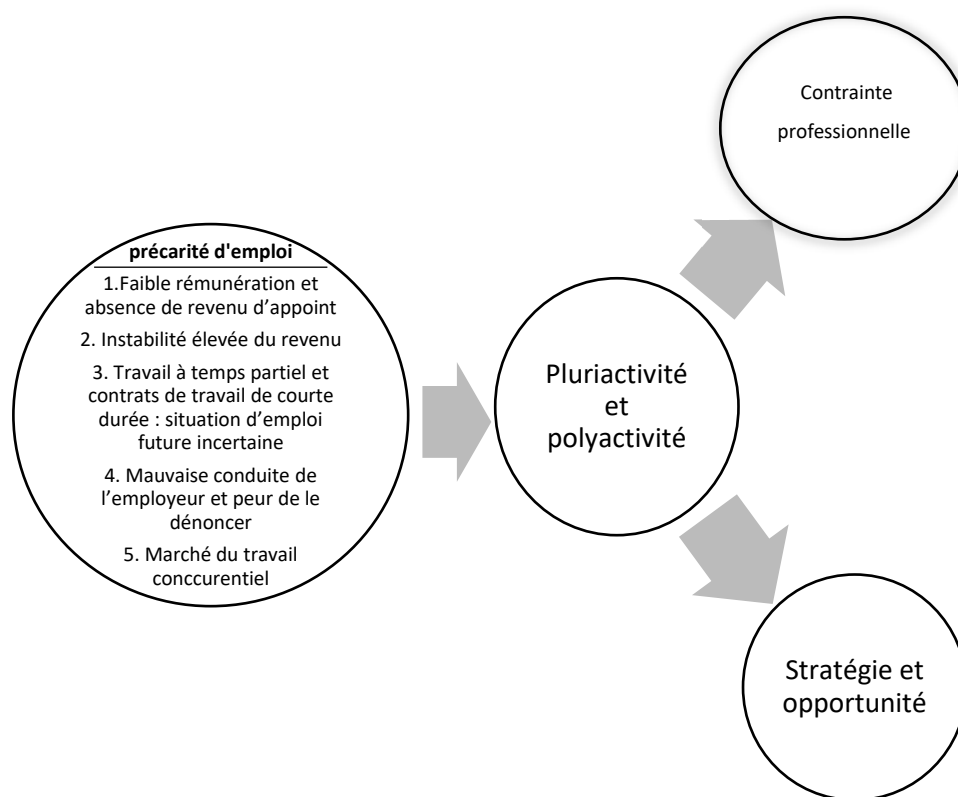 précarité d'emploi
1.Faible rémunération et
absence de revenu d’appoint
2. Instabilité élevée du revenu
3. Travail à temps partiel et
contrats de travail de courte
durée : situation d’emploi
future incertaine
4. Mauvaise conduite de
l’employeur et peur de le
dénoncer
5. Marché du travail
conccurentiel
Pluriactivité
et
polyactivité
Contrainte
professionnelle
Stratégie et
opportunité